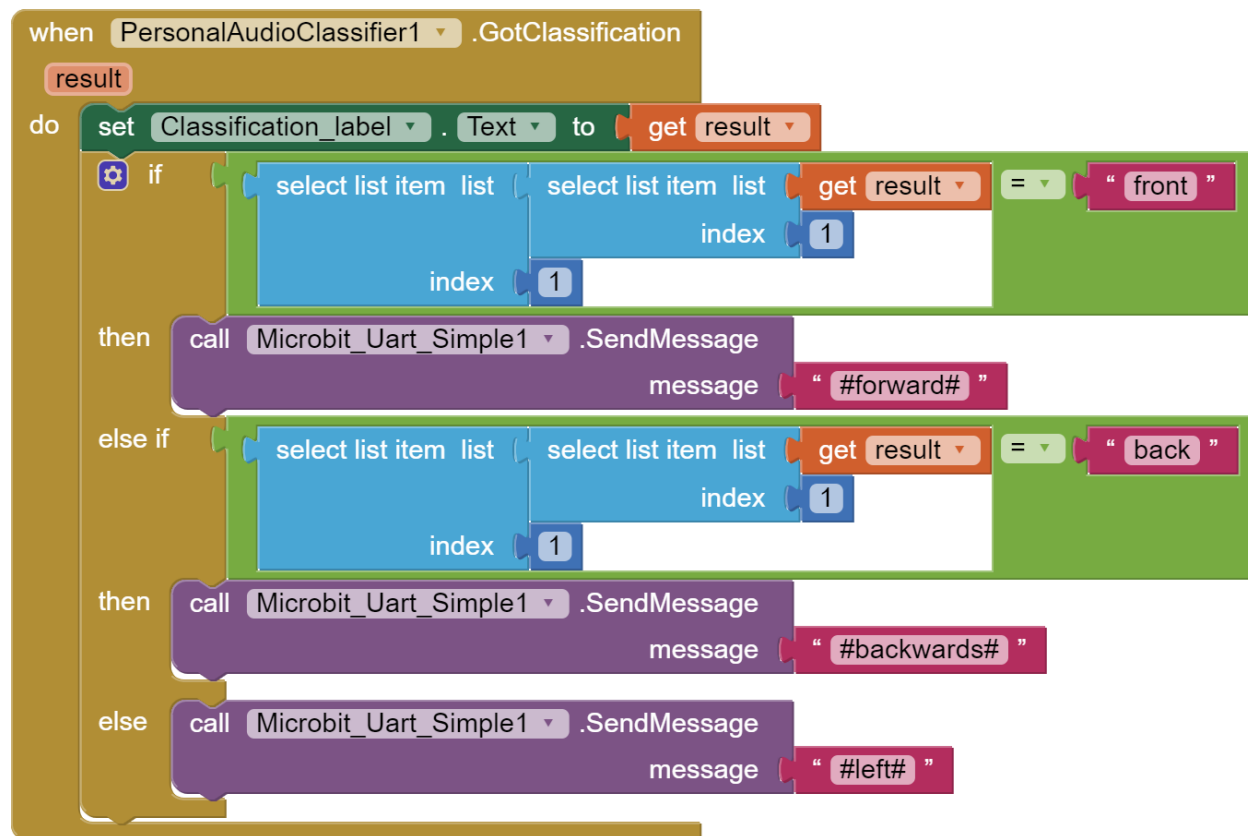 when PersonalAudioClassifier1 .GotClassification
result
do set Classification_label . Text to get result
if select list item list select list item list get result = “ front ”
index 1
index 1
then call Microbit_Uart_Simple1 .SendMessage
message “ #forward# ”
else if select list item list select list item list get result = “ back ”
index 1
index 1
then call Microbit_Uart_Simple1 .SendMessage
message “ #backwards# ”
else call Microbit_Uart_Simple1 .SendMessage
message “ #left# ”